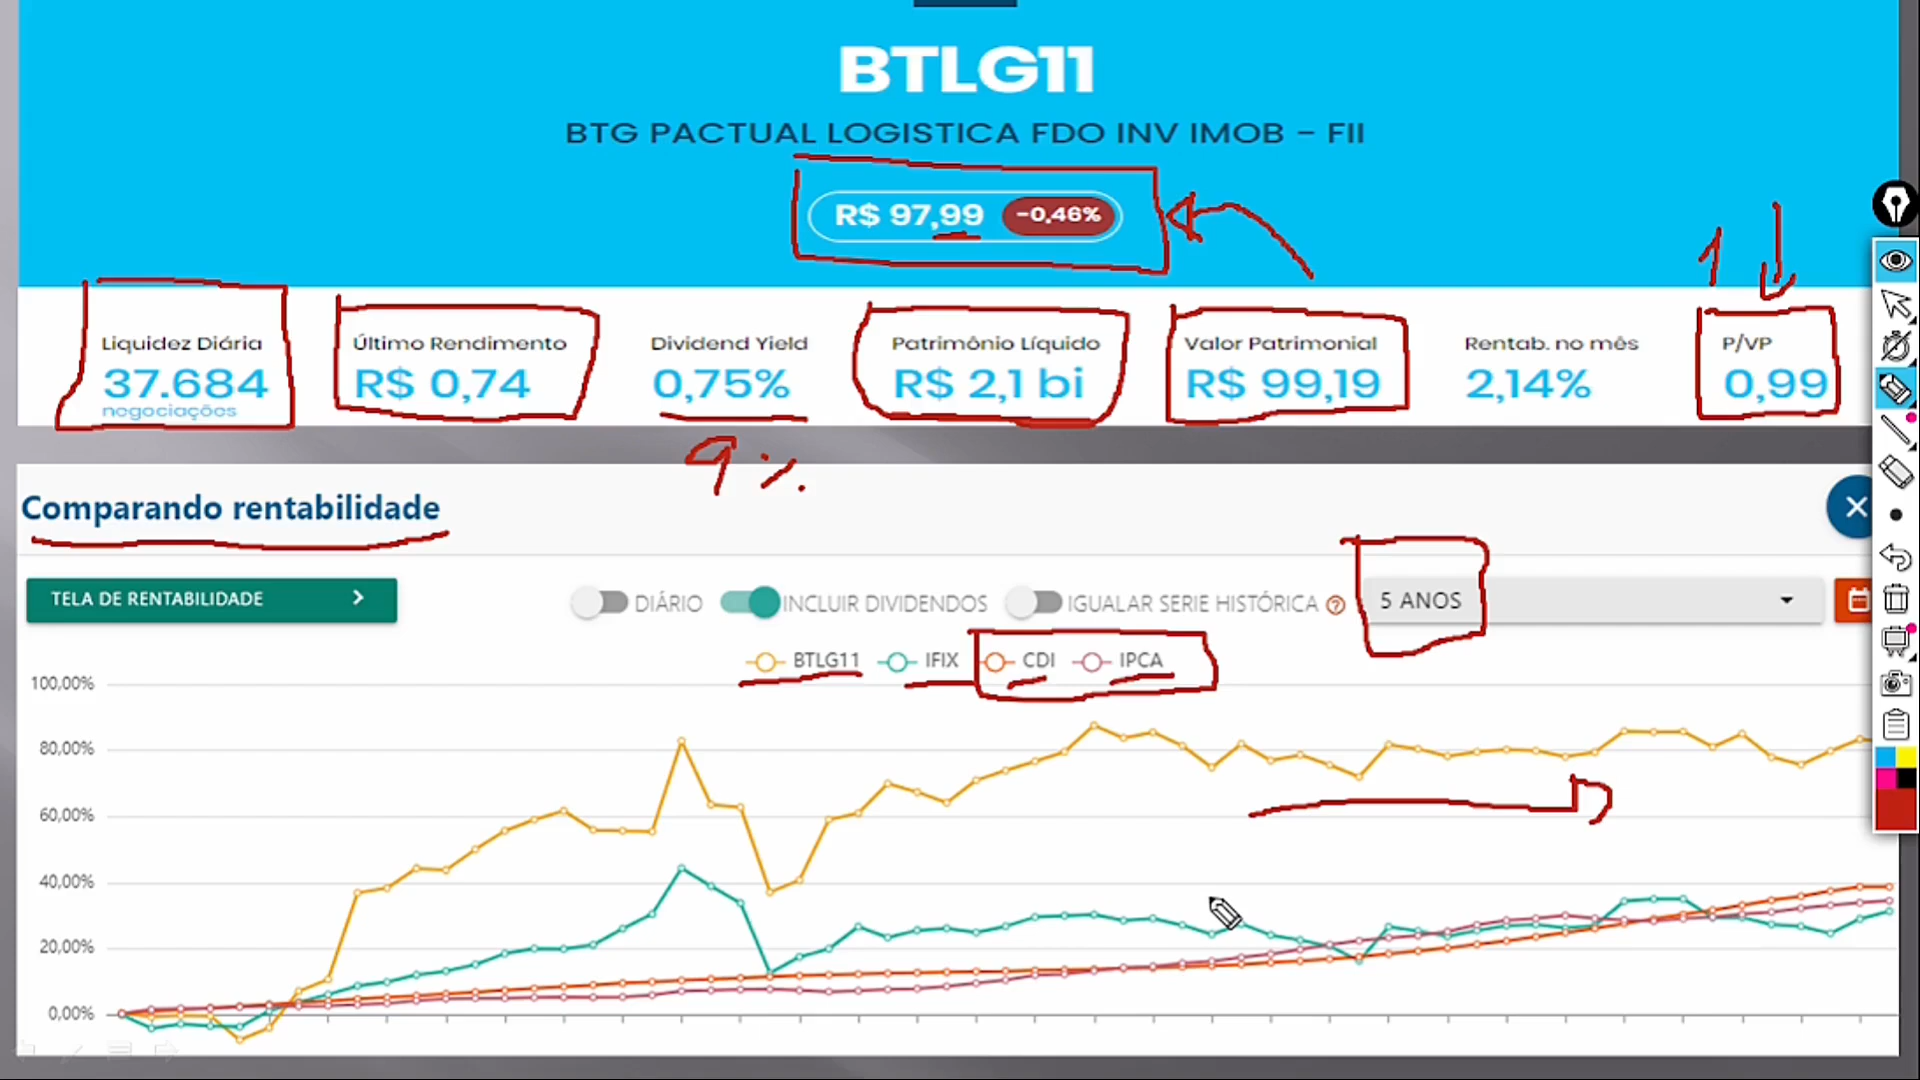 BTLG11
BTG PACTUAL LOGISTICA FDO INV IMOB - FII
R$ 97,99 -0,46%
1
Liquidez Diária
37.684
negociações
Último Rendimento
R$ 0,74
Dividend Yield
0,75%
Patrimônio Líquido
R$ 2,1 bi
Valor Patrimonial
R$ 99,19
Rentab. no mês
2,14%
P/VP
0,99
9%.
Comparando rentabilidade
TELA DE RENTABILIDADE
DIÁRIO
INCLUIR DIVIDENDOS
IGUALAR SERIE HISTÓRICA
5 ANOS
BTLG11 IFIX CDI IPCA
100,00%
80,00%
60,00%
40,00%
20,00%
0,00%